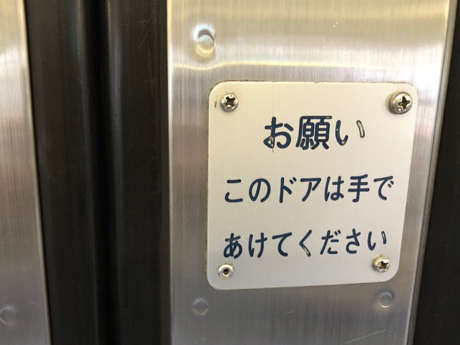 お願い
このドアは手で
あけてください